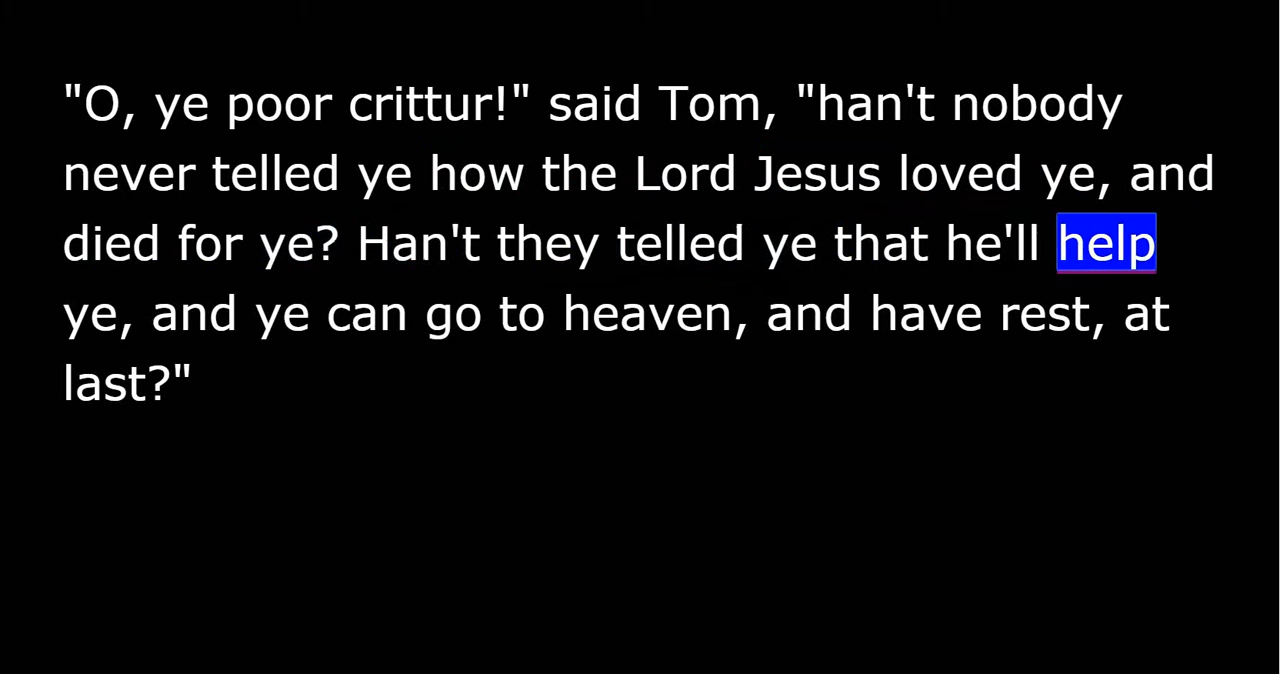 "O, ye poor crittur!" said Tom, "han't nobody
never telled ye how the Lord Jesus loved ye, and
died for ye? Han't they telled ye that he'll help
ye, and ye can go to heaven, and have rest, at
last?"